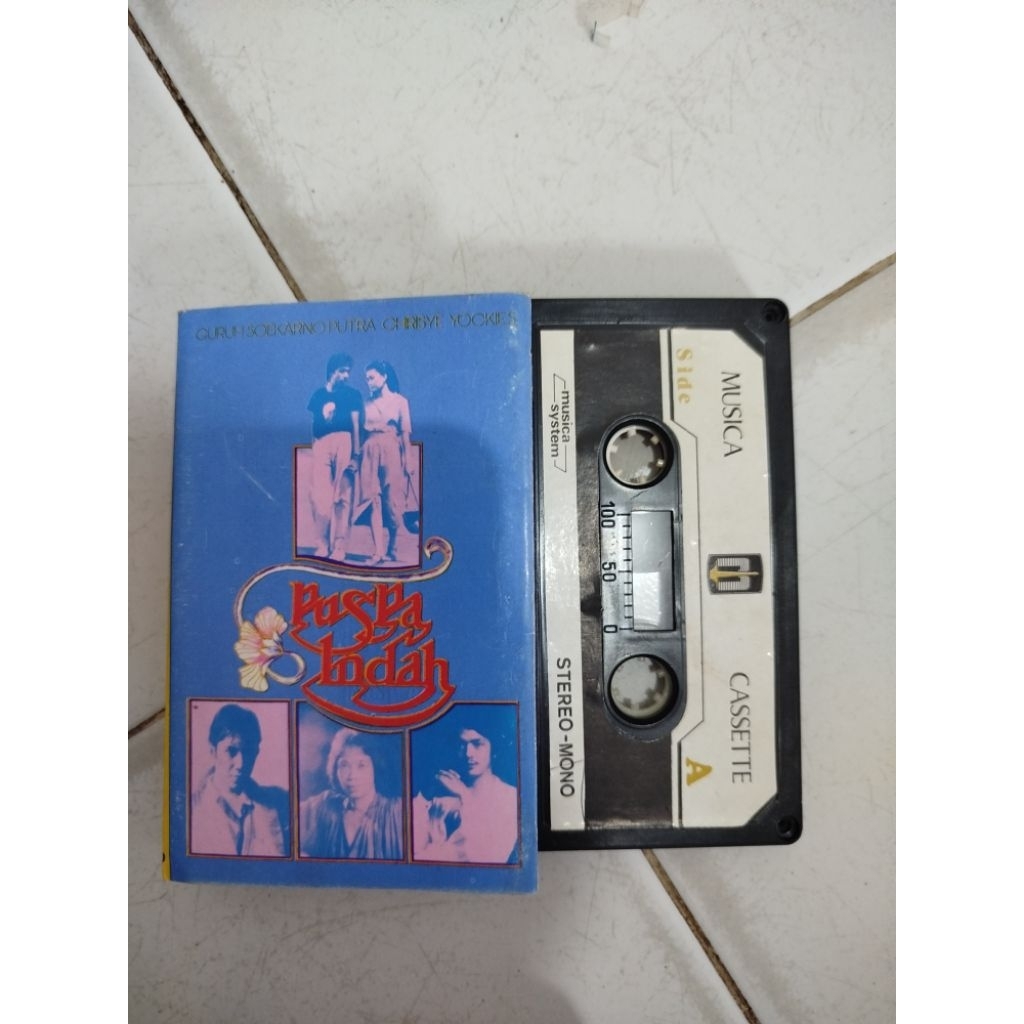 GURUH SOEKARNO PUTRA CHRISYE YOCKIE S
Puspa
Indah
musica
system
STEREO-MONO
100 50 0
Side
A
MUSICA
CASSETTE